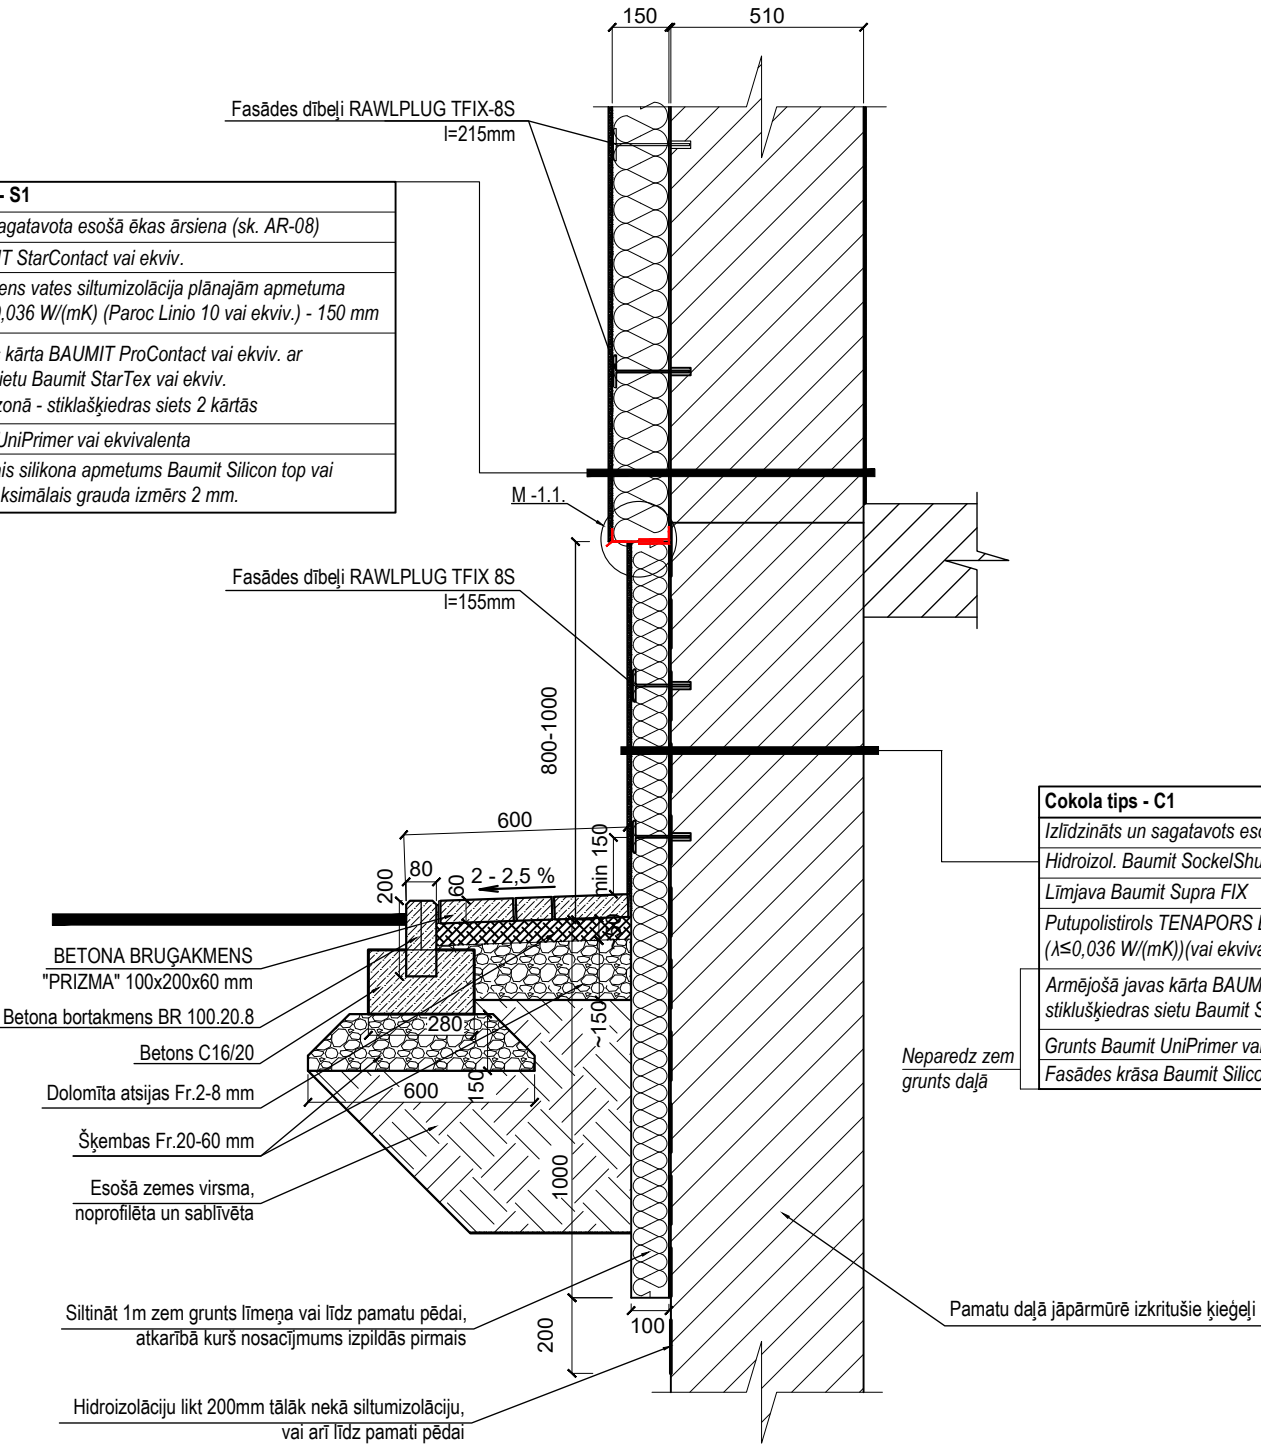 150
510
Fasādes dībeļi RAWLPLUG TFIX-8S
l=215mm
- S1
agatavota esošā ēkas ārsiena (sk. AR-08)
IT StarContact vai ekviv.
ens vates siltumizolācija plānajām apmetuma
0,036 W/(mK) (Paroc Linio 10 vai ekviv.) - 150 mm
kārta BAUMIT ProContact vai ekviv. ar
ietu Baumit StarTex vai ekviv.
zonā - stiklašķiedras siets 2 kārtās
UniPrimer vai ekvivalenta
ais silikona apmetums Baumit Silicon top vai
ksimālais grauda izmērs 2 mm.
M -1.1.
Fasādes dībeļi RAWLPLUG TFIX 8S
l=155mm
800-1000
600
min 150
200
80
60
2 - 2,5 %
BETONA BRUĢAKMENS
"PRIZMA" 100x200x60 mm
Betona bortakmens BR 100.20.8
Betons C16/20
Dolomīta atsijas Fr.2-8 mm
Šķembas Fr.20-60 mm
Esošā zemes virsma,
noprofilēta un sablīvēta
280
600
150
~150
1000
Siltināt 1m zem grunts līmeņa vai līdz pamatu pēdai,
atkarībā kurš nosacījums izpildās pirmais
100
200
Hidroizolāciju likt 200mm tālāk nekā siltumizolāciju,
vai arī līdz pamati pēdai
Cokola tips - C1
Izlīdzināts un sagatavots eso
Hidroizol. Baumit SockelShu
Līmjava Baumit Supra FIX
Putupolistirols TENAPORS
(λ≤0,036 W/(mK))(vai ekviva
Armējošā javas kārta BAUM
stiklušķiedras sietu Baumit S
Grunts Baumit UniPrimer vai
Fasādes krāsa Baumit Silico
Neparedz zem
grunts daļā
Pamatu daļā jāpārmūrē izkritušie ķieģeļi